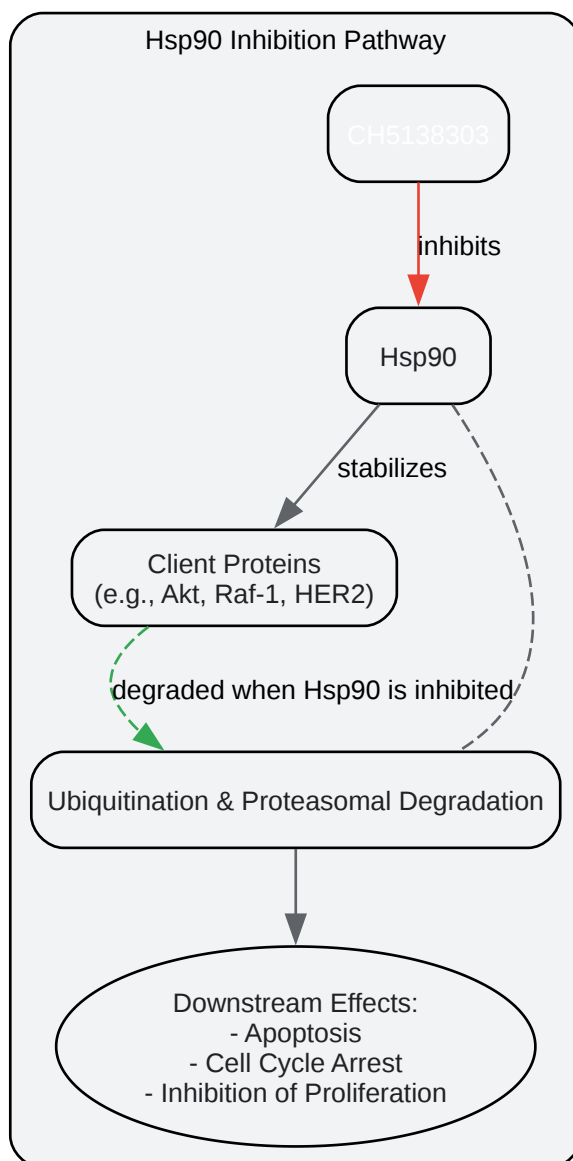 Hsp90 Inhibition Pathway
CH5138303
inhibits
Hsp90
stabilizes
Client Proteins
(e.g., Akt, Raf-1, HER2)
degraded when Hsp90 is inhibited
Ubiquitination & Proteasomal Degradation
Downstream Effects:
- Apoptosis
- Cell Cycle Arrest
- Inhibition of Proliferation